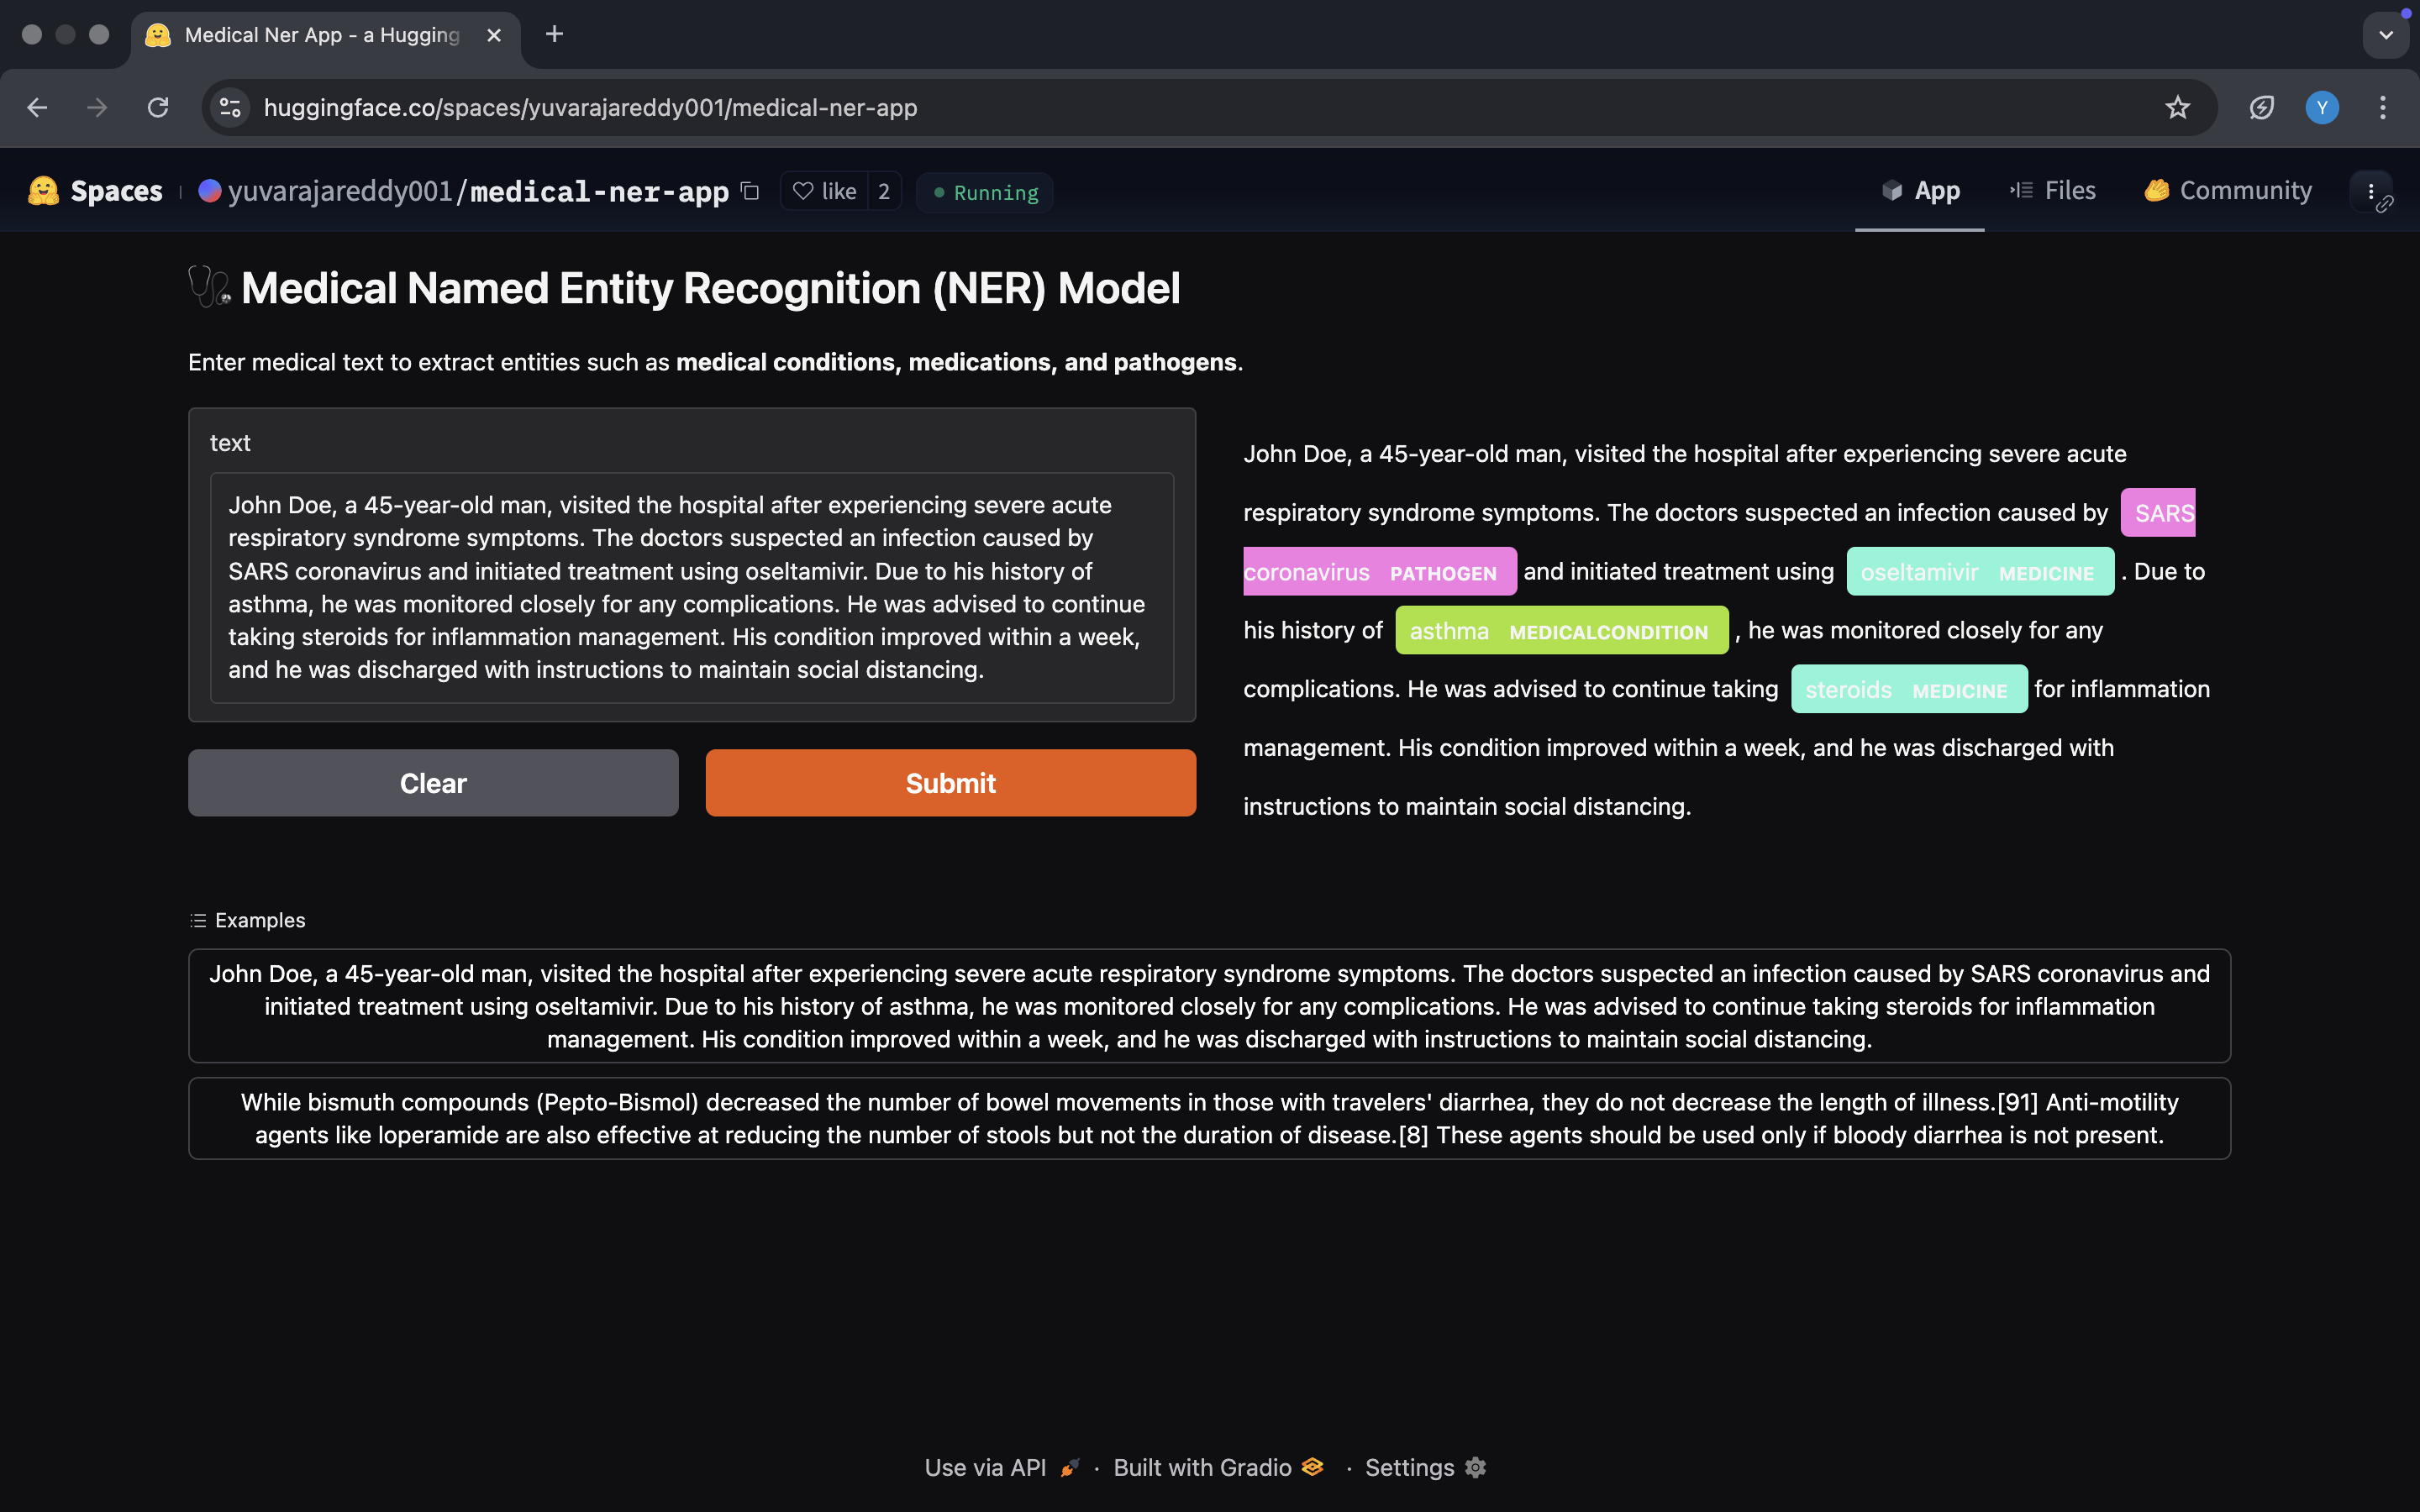 Medical Ner App - a Hugging
huggingface.co/spaces/yuvarajareddy001/medical-ner-app
Y
Spaces
yuvarajareddy001/medical-ner-app
like 2
Running
App
Files
Community
Medical Named Entity Recognition (NER) Model
Enter medical text to extract entities such as medical conditions, medications, and pathogens.
text
John Doe, a 45-year-old man, visited the hospital after experiencing severe acute
respiratory syndrome symptoms. The doctors suspected an infection caused by
SARS coronavirus and initiated treatment using oseltamivir. Due to his history of
asthma, he was monitored closely for any complications. He was advised to continue
taking steroids for inflammation management. His condition improved within a week,
and he was discharged with instructions to maintain social distancing.
Clear
Submit
John Doe, a 45-year-old man, visited the hospital after experiencing severe acute
respiratory syndrome symptoms. The doctors suspected an infection caused by SARS
coronavirus PATHOGEN and initiated treatment using oseltamivir MEDICINE . Due to
his history of asthma MEDICALCONDITION , he was monitored closely for any
complications. He was advised to continue taking steroids MEDICINE for inflammation
management. His condition improved within a week, and he was discharged with
instructions to maintain social distancing.
Examples
John Doe, a 45-year-old man, visited the hospital after experiencing severe acute respiratory syndrome symptoms. The doctors suspected an infection caused by SARS coronavirus and
initiated treatment using oseltamivir. Due to his history of asthma, he was monitored closely for any complications. He was advised to continue taking steroids for inflammation
management. His condition improved within a week, and he was discharged with instructions to maintain social distancing.
While bismuth compounds (Pepto-Bismol) decreased the number of bowel movements in those with travelers' diarrhea, they do not decrease the length of illness.[91] Anti-motility
agents like loperamide are also effective at reducing the number of stools but not the duration of disease.[8] These agents should be used only if bloody diarrhea is not present.
Use via API · Built with Gradio · Settings